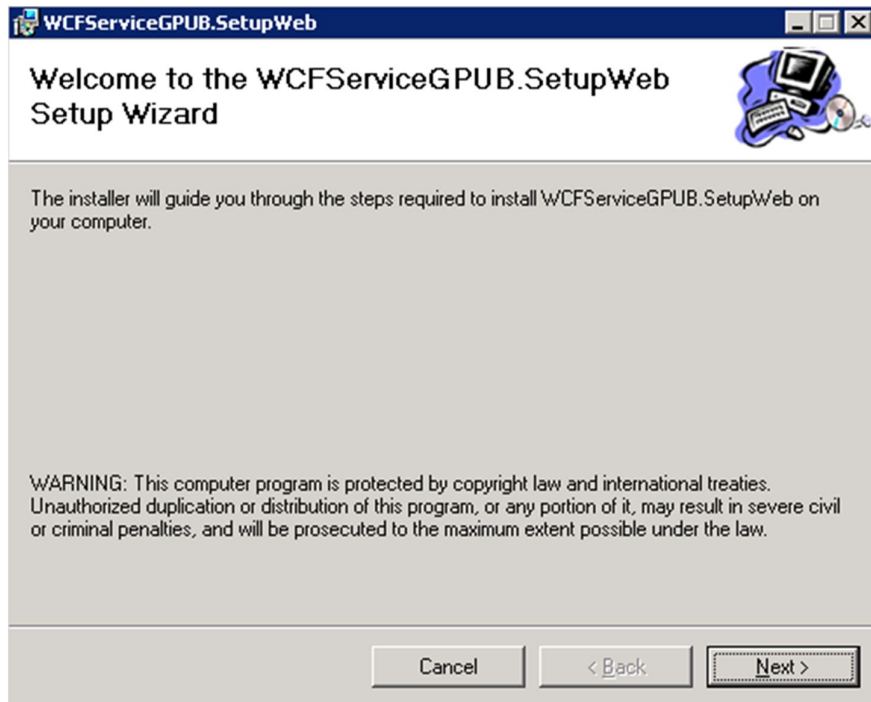 WCFServiceGPUB.SetupWeb
Welcome to the WCFServiceGPUB.SetupWeb
Setup Wizard
The installer will guide you through the steps required to install WCFServiceGPUB.SetupWeb on
your computer.
WARNING: This computer program is protected by copyright law and international treaties.
Unauthorized duplication or distribution of this program, or any portion of it, may result in severe civil
or criminal penalties, and will be prosecuted to the maximum extent possible under the law.
Cancel < Back Next >